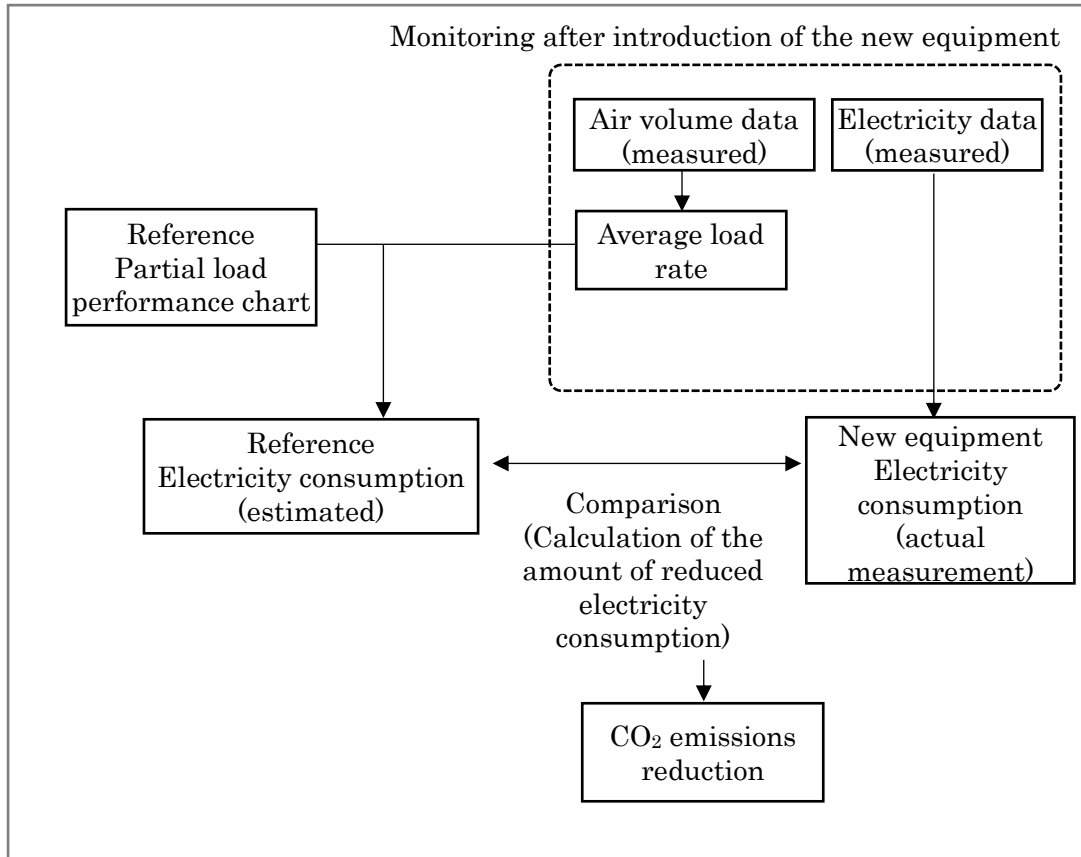 Monitoring after introduction of the new equipment
Air volume data
(measured)
Electricity data
(measured)
Reference
Partial load
performance chart
Average load
rate
Reference
Electricity consumption
(estimated)
New equipment
Electricity
consumption
(actual
measurement)
Comparison
(Calculation of the
amount of reduced
electricity
consumption)
CO₂ emissions
reduction